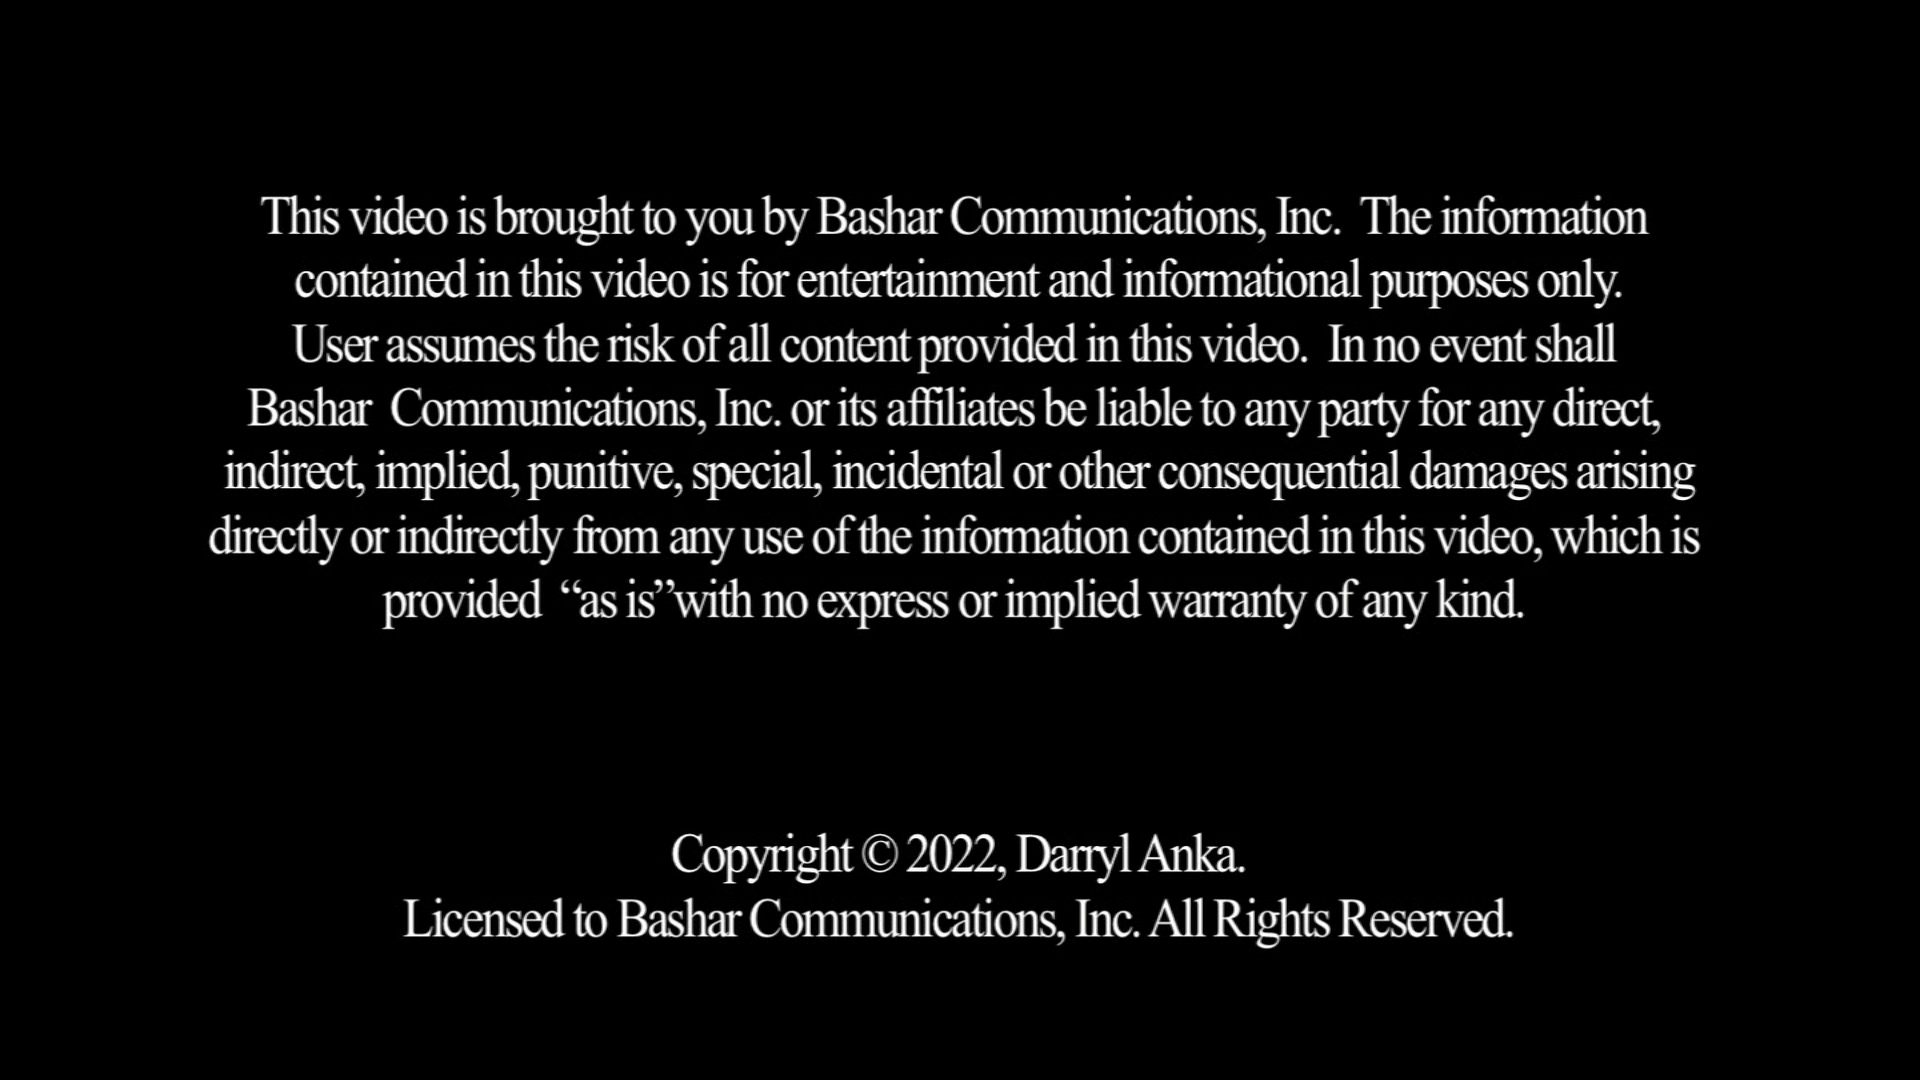 This video is brought to you by Bashar Communications, Inc.  The information
contained in this video is for entertainment and informational purposes only.
User assumes the risk of all content provided in this video.  In no event shall
Bashar  Communications, Inc. or its affiliates be liable to any party for any direct,
indirect, implied, punitive, special, incidental or other consequential damages arising
directly or indirectly from any use of the information contained in this video, which is
provided  “as is”with no express or implied warranty of any kind.
Copyright © 2022, Darryl Anka.
Licensed to Bashar Communications, Inc. All Rights Reserved.